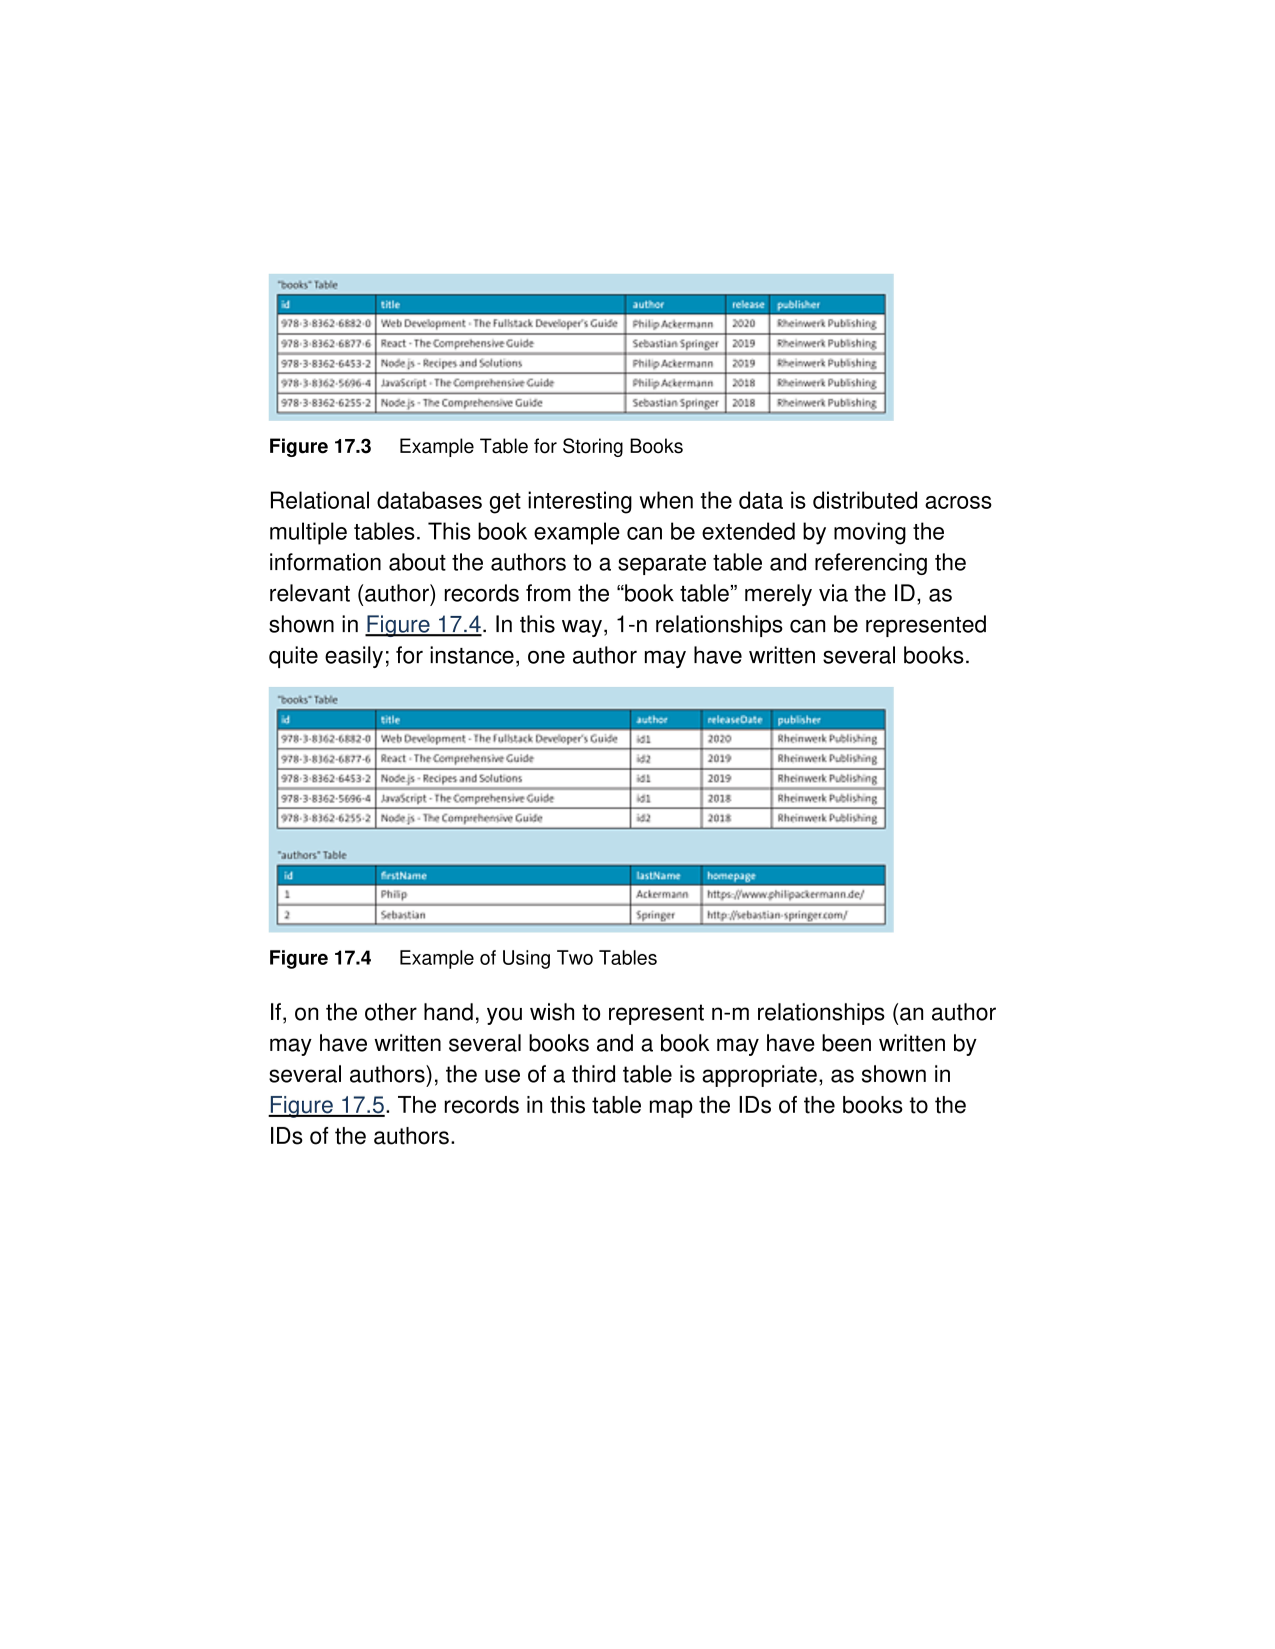 "books" Table
id title author release publisher
978-3-8362-6882-0 Web Development - The Fullstack Developer's Guide Philip Ackermann 2020 Rheinwerk Publishing
978-3-8362-6877-6 React - The Comprehensive Guide Sebastian Springer 2019 Rheinwerk Publishing
978-3-8362-6453-2 Node.js - Recipes and Solutions Philip Ackermann 2019 Rheinwerk Publishing
978-3-8362-5696-4 JavaScript - The Comprehensive Guide Philip Ackermann 2018 Rheinwerk Publishing
978-3-8362-6255-2 Node.js - The Comprehensive Guide Sebastian Springer 2018 Rheinwerk Publishing
Figure 17.3 Example Table for Storing Books
Relational databases get interesting when the data is distributed across
multiple tables. This book example can be extended by moving the
information about the authors to a separate table and referencing the
relevant (author) records from the “book table” merely via the ID, as
shown in Figure 17.4. In this way, 1-n relationships can be represented
quite easily; for instance, one author may have written several books.
"books" Table
id title author releaseDate publisher
978-3-8362-6882-0 Web Development - The Fullstack Developer's Guide id1 2020 Rheinwerk Publishing
978-3-8362-6877-6 React - The Comprehensive Guide id2 2019 Rheinwerk Publishing
978-3-8362-6453-2 Node.js - Recipes and Solutions id1 2019 Rheinwerk Publishing
978-3-8362-5696-4 JavaScript - The Comprehensive Guide id1 2018 Rheinwerk Publishing
978-3-8362-6255-2 Node.js - The Comprehensive Guide id2 2018 Rheinwerk Publishing
"authors" Table
id firstName lastName homepage
1 Philip Ackermann https://www.philipackermann.de/
2 Sebastian Springer http://sebastian-springer.com/
Figure 17.4 Example of Using Two Tables
If, on the other hand, you wish to represent n-m relationships (an author
may have written several books and a book may have been written by
several authors), the use of a third table is appropriate, as shown in
Figure 17.5. The records in this table map the IDs of the books to the
IDs of the authors.